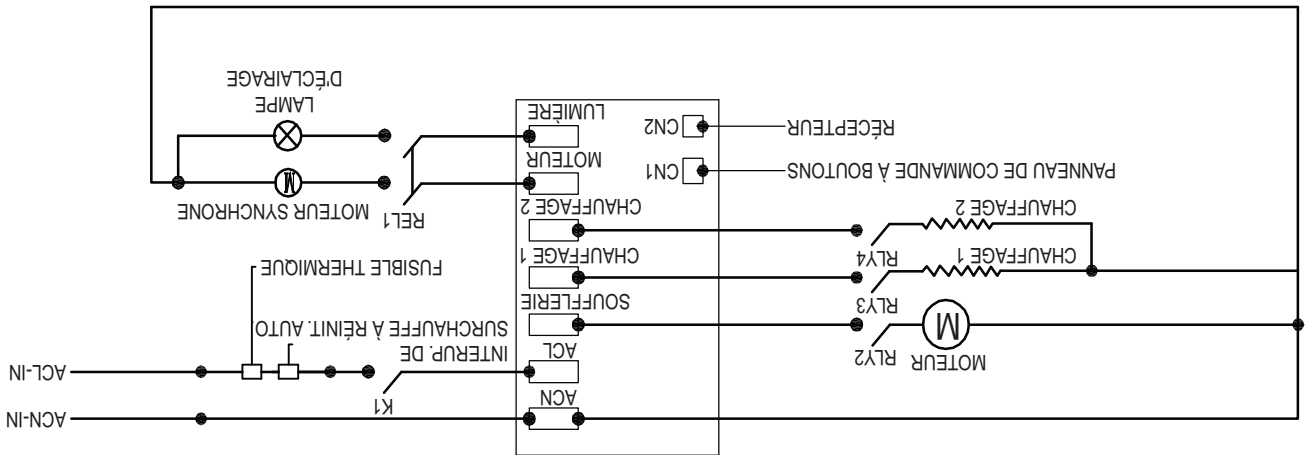 ACN
ACN-IN
K1
MOTEUR
M
RLY2
ACL
INTERUP. DE
SURCHAUFFE À RÉINIT. AUTO.
ACL-IN
SOUFFLERIE
FUSIBLE THERMIQUE
CHAUFFAGE 1
RLY3
CHAUFFAGE 1
CHAUFFAGE 2
RLY4
CHAUFFAGE 2
REL1
MOTEUR SYNCHRONE
M
PANNEAU DE COMMANDE À BOUTONS
CN1
MOTEUR
RÉCEPTEUR
CN2
LUMIÈRE
LAMPE
D'ÉCLAIRAGE